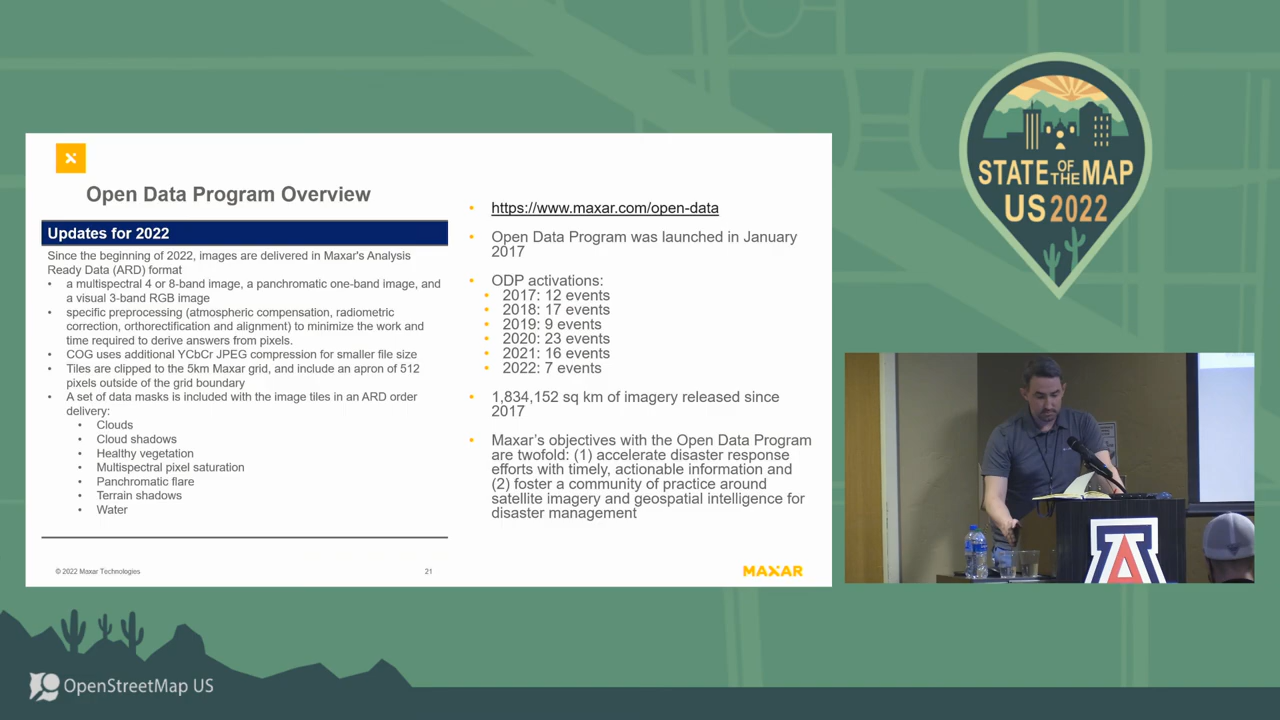 Open Data Program Overview
Updates for 2022
Since the beginning of 2022, images are delivered in Maxar's Analysis
Ready Data (ARD) format
• a multispectral 4 or 8-band image, a panchromatic one-band image, and
a visual 3-band RGB image
• specific preprocessing (atmospheric compensation, radiometric
correction, orthorectification and alignment) to minimize the work and
time required to derive answers from pixels.
• COG uses additional YCbCr JPEG compression for smaller file size
• Tiles are clipped to the 5km Maxar grid, and include an apron of 512
pixels outside of the grid boundary
• A set of data masks is included with the image tiles in an ARD order
delivery:
• Clouds
• Cloud shadows
• Healthy vegetation
• Multispectral pixel saturation
• Panchromatic flare
• Terrain shadows
• Water
• https://www.maxar.com/open-data
• Open Data Program was launched in January
2017
• ODP activations:
• 2017: 12 events
• 2018: 17 events
• 2019: 9 events
• 2020: 23 events
• 2021: 16 events
• 2022: 7 events
• 1,834,152 sq km of imagery released since
2017
• Maxar's objectives with the Open Data Program
are twofold: (1) accelerate disaster response
efforts with timely, actionable information and
(2) foster a community of practice around
satellite imagery and geospatial intelligence for
disaster management
© 2022 Maxar Technologies
21
MAXAR
STATE OF THE MAP
US 2022
A
OpenStreetMap US